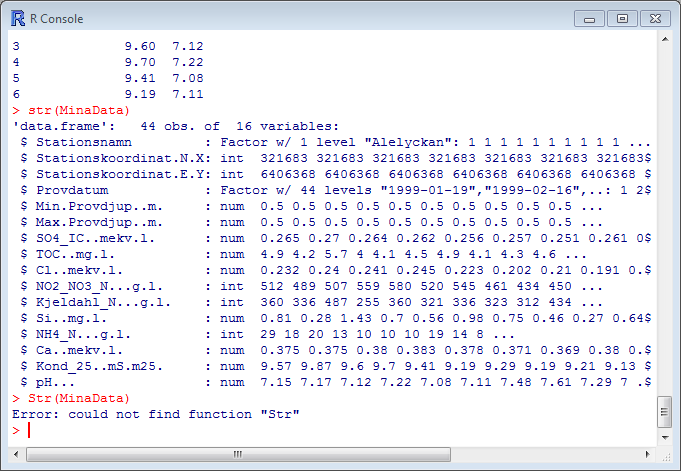 R Console
3 9.60 7.12
4 9.70 7.22
5 9.41 7.08
6 9.19 7.11
> str(MinaData)
'data.frame': 44 obs. of 16 variables:
$ Stationsnamn : Factor w/ 1 level "Alelyckan": 1 1 1 1 1 1 1 1 1 1 ...
$ Stationskoordinat.N.X: int 321683 321683 321683 321683 321683 321683 321683$
$ Stationskoordinat.E.Y: int 6406368 6406368 6406368 6406368 6406368 6406368 $
$ Provdatum : Factor w/ 44 levels "1999-01-19","1999-02-16",..: 1 2$
$ Min.Provdjup..m. : num 0.5 0.5 0.5 0.5 0.5 0.5 0.5 0.5 0.5 0.5 ...
$ Max.Provdjup..m. : num 0.5 0.5 0.5 0.5 0.5 0.5 0.5 0.5 0.5 0.5 ...
$ SO4_IC..mekv.l. : num 0.265 0.27 0.264 0.262 0.256 0.257 0.251 0.261 0$
$ TOC..mg.l. : num 4.9 4.2 5.7 4 4.1 4.5 4.9 4.1 4.3 4.6 ...
$ Cl..mekv.l. : num 0.232 0.24 0.241 0.245 0.223 0.202 0.21 0.191 0.$
$ NO2_NO3_N...g.l. : int 512 489 507 559 580 520 545 461 434 450 ...
$ Kjeldahl_N...g.l. : int 360 336 487 255 360 321 336 323 312 434 ...
$ Si..mg.l. : num 0.81 0.28 1.43 0.7 0.56 0.98 0.75 0.46 0.27 0.64$
$ NH4_N...g.l. : int 29 18 20 13 10 10 10 19 14 8 ...
$ Ca..mekv.l. : num 0.375 0.375 0.38 0.383 0.378 0.371 0.369 0.38 0.$
$ Kond_25..mS.m25. : num 9.57 9.87 9.6 9.7 9.41 9.19 9.29 9.19 9.21 9.13 $
$ pH... : num 7.15 7.17 7.12 7.22 7.08 7.11 7.48 7.61 7.29 7 .$
> Str(MinaData)
Error: could not find function "Str"
>